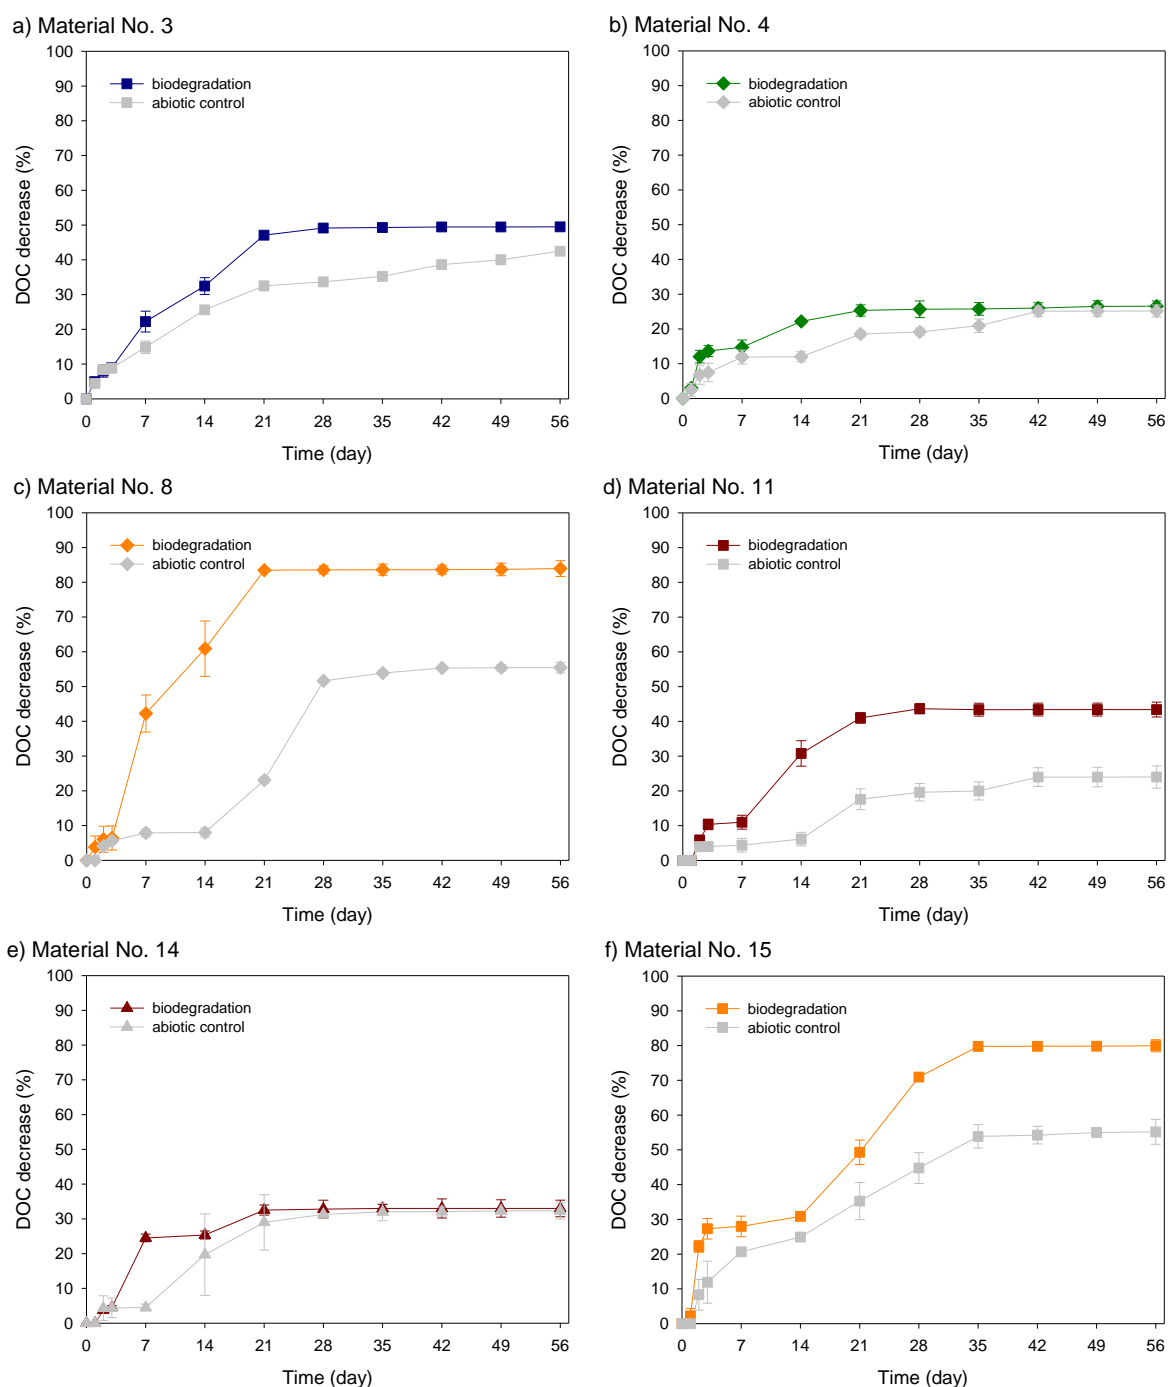 a) Material No. 3
100
90
80
70
60
50
40
30
20
10
0
DOC decrease (%)
biodegradation
abiotic control
0 7 14 21 28 35 42 49 56
Time (day)
b) Material No. 4
100
90
80
70
60
50
40
30
20
10
0
DOC decrease (%)
biodegradation
abiotic control
0 7 14 21 28 35 42 49 56
Time (day)
c) Material No. 8
100
90
80
70
60
50
40
30
20
10
0
DOC decrease (%)
biodegradation
abiotic control
0 7 14 21 28 35 42 49 56
Time (day)
d) Material No. 11
100
90
80
70
60
50
40
30
20
10
0
DOC decrease (%)
biodegradation
abiotic control
0 7 14 21 28 35 42 49 56
Time (day)
e) Material No. 14
100
90
80
70
60
50
40
30
20
10
0
DOC decrease (%)
biodegradation
abiotic control
0 7 14 21 28 35 42 49 56
Time (day)
f) Material No. 15
100
90
80
70
60
50
40
30
20
10
0
DOC decrease (%)
biodegradation
abiotic control
0 7 14 21 28 35 42 49 56
Time (day)